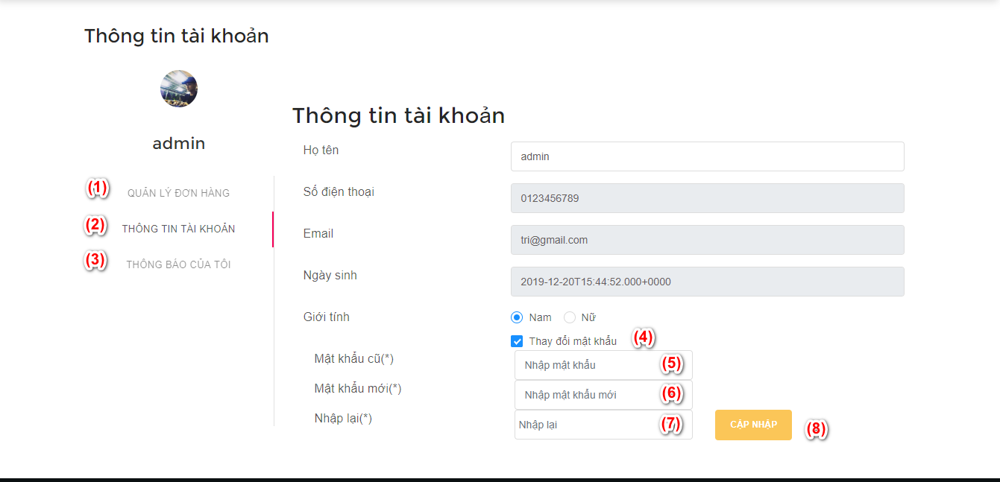 Thông tin tài khoản
admin
(1) QUẢN LÝ ĐƠN HÀNG
(2) THÔNG TIN TÀI KHOẢN
(3) THÔNG BÁO CỦA TÔI
Thông tin tài khoản
Họ tên admin
Số điện thoại 0123456789
Email tri@gmail.com
Ngày sinh 2019-12-20T15:44:52.000+0000
Giới tính Nam Nữ
Thay đổi mật khẩu (4)
Mật khẩu cũ(*) Nhập mật khẩu (5)
Mật khẩu mới(*) Nhập mật khẩu mới (6)
Nhập lại(*) Nhập lại (7) CẬP NHẬP (8)